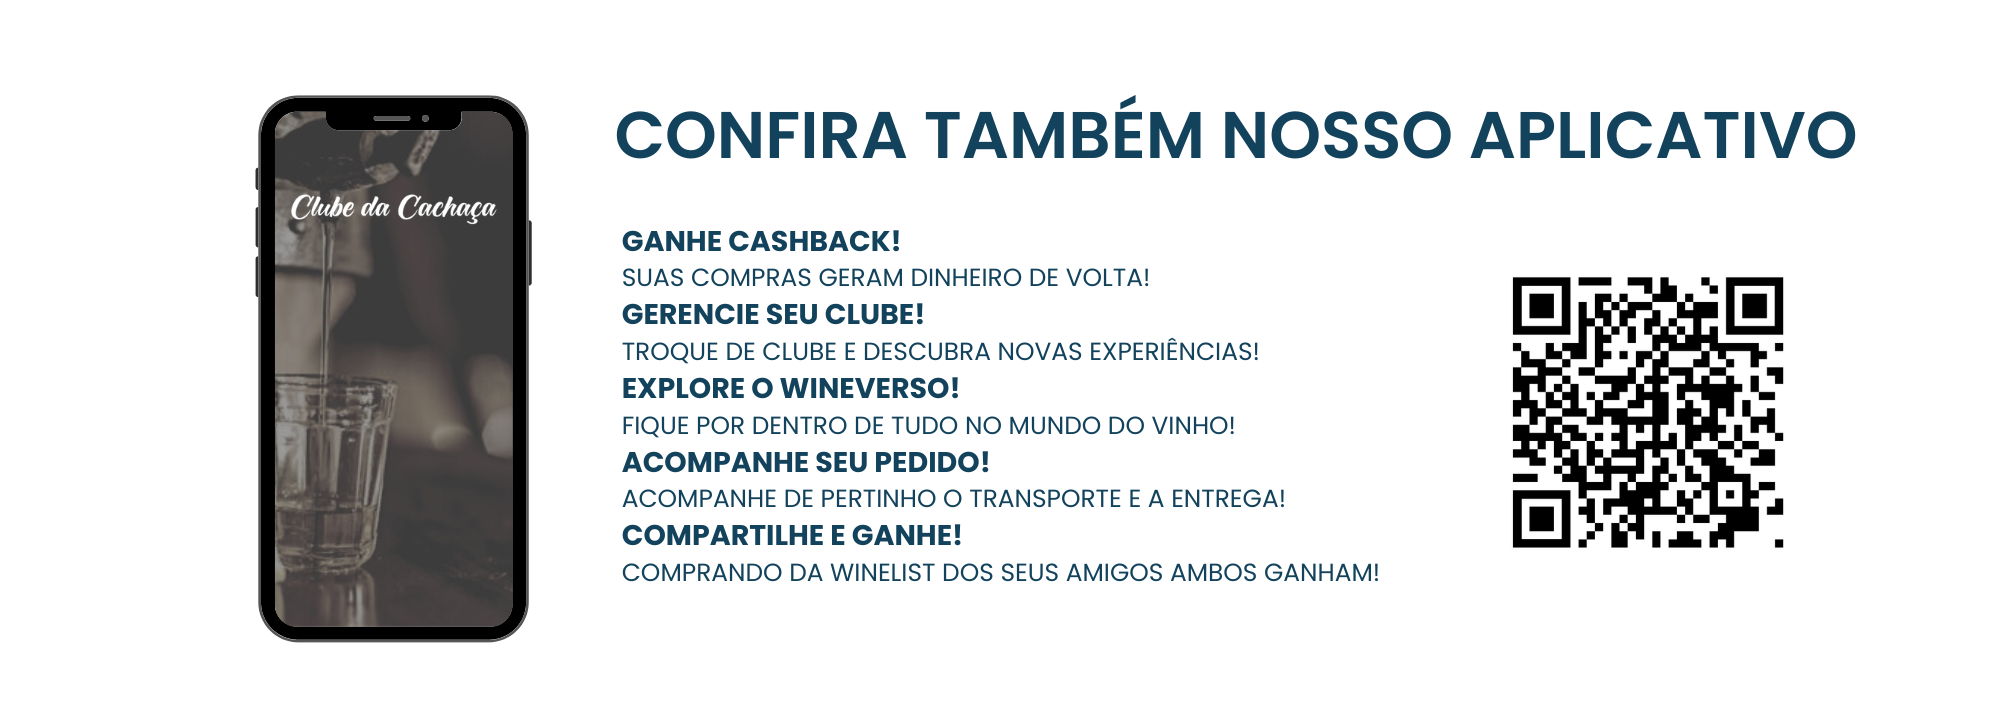 CONFIRA TAMBÉM NOSSO APLICATIVO
Clube da Cachaça
GANHE CASHBACK!
SUAS COMPRAS GERAM DINHEIRO DE VOLTA!
GERENCIE SEU CLUBE!
TROQUE DE CLUBE E DESCUBRA NOVAS EXPERIÊNCIAS!
EXPLORE O WINEVERSO!
FIQUE POR DENTRO DE TUDO NO MUNDO DO VINHO!
ACOMPANHE SEU PEDIDO!
ACOMPANHE DE PERTINHO O TRANSPORTE E A ENTREGA!
COMPARTILHE E GANHE!
COMPRANDO DA WINELIST DOS SEUS AMIGOS AMBOS GANHAM!